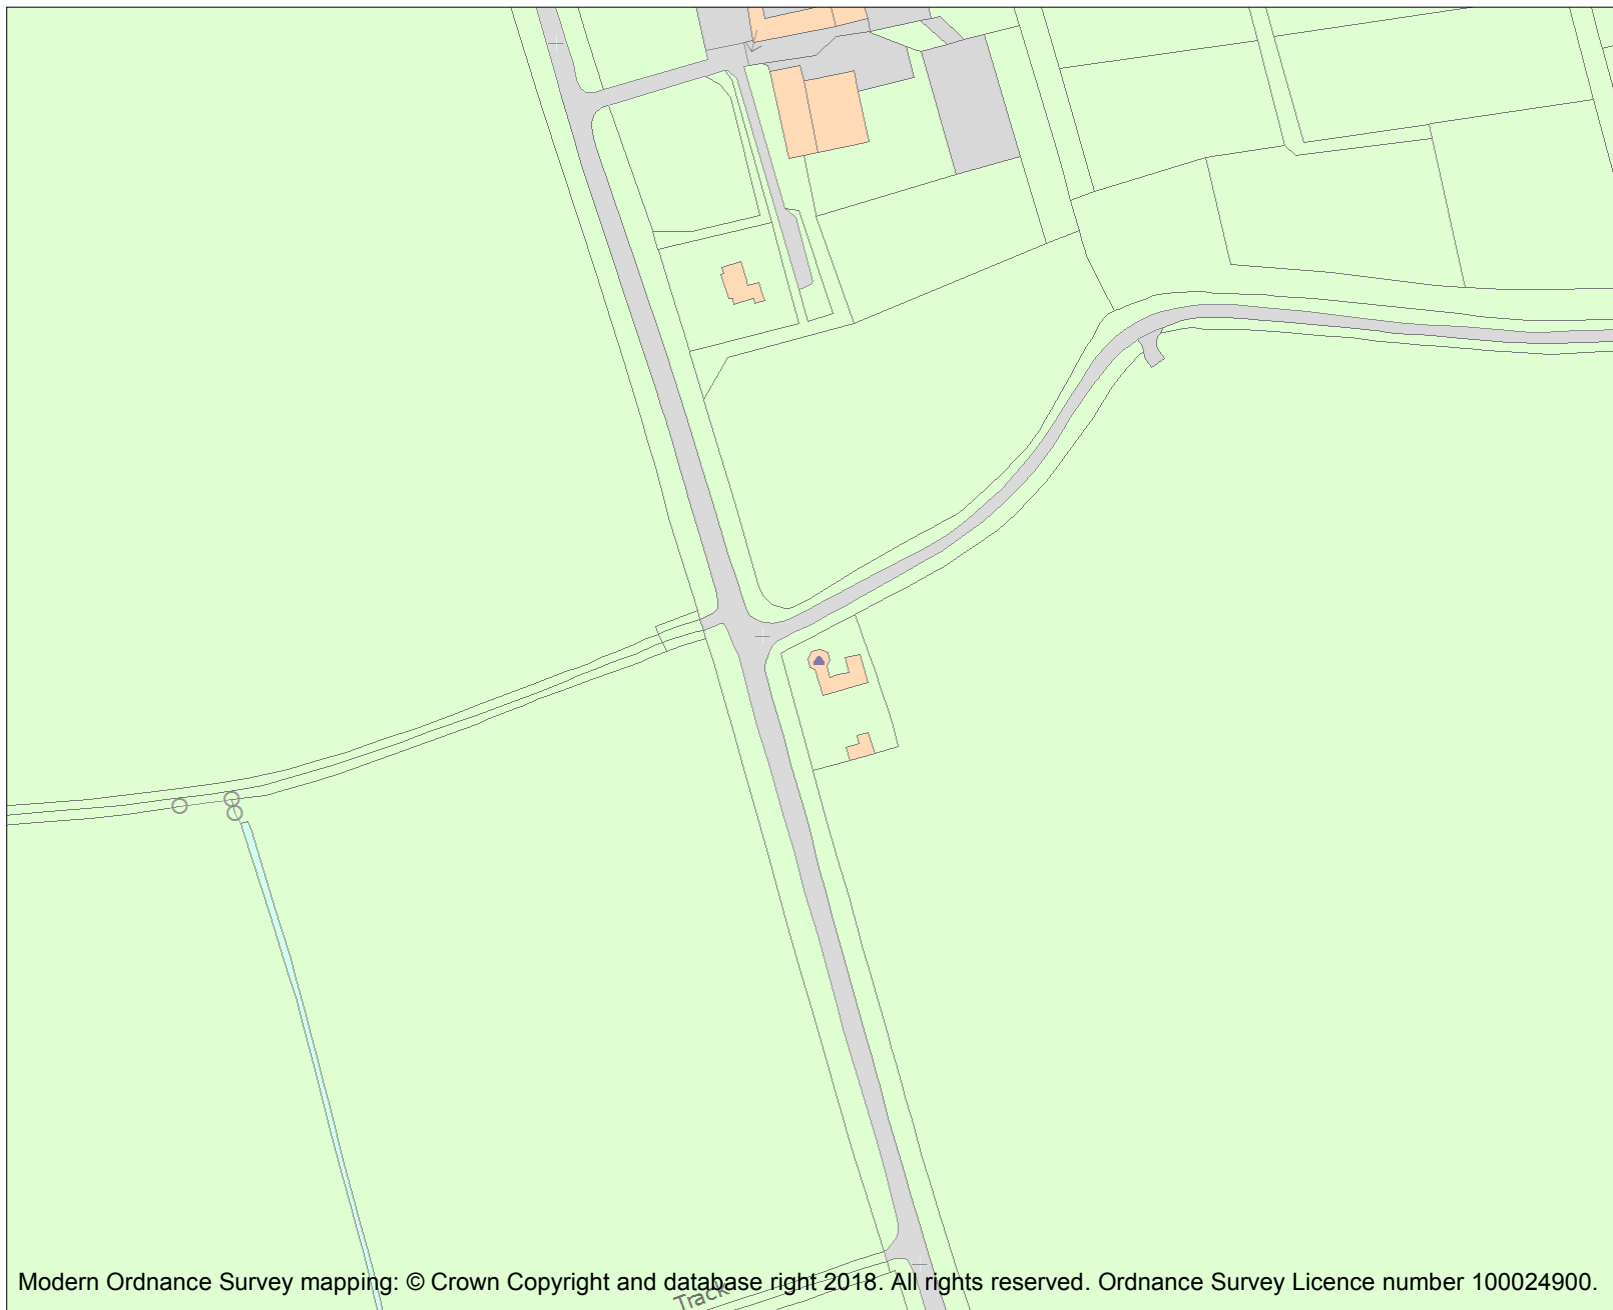 Modern Ordnance Survey mapping: © Crown Copyright and database right 2018. All rights reserved. Ordnance Survey Licence number 100024900.
Track